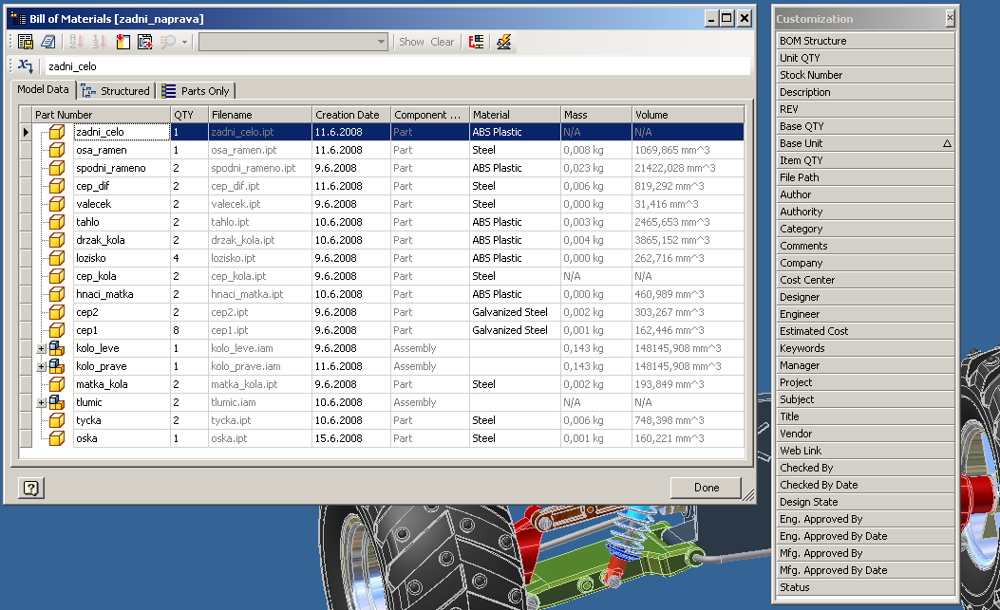 Bill of Materials [zadni_naprava]
Show Clear
zadni_celo
Model Data Structured Parts Only
Part Number QTY Filename Creation Date Component ... Material Mass Volume
zadni_celo 1 zadni_celo.ipt 11.6.2008 Part ABS Plastic N/A N/A
osa_ramen 1 osa_ramen.ipt 11.6.2008 Part Steel 0,008 kg 1069,865 mm^3
spodni_rameno 2 spodni_rameno.ipt 9.6.2008 Part ABS Plastic 0,023 kg 21422,028 mm^3
cep_dif 2 cep_dif.ipt 11.6.2008 Part Steel 0,006 kg 819,292 mm^3
valecek 2 valecek.ipt 9.6.2008 Part Steel 0,000 kg 31,416 mm^3
tahlo 2 tahlo.ipt 10.6.2008 Part ABS Plastic 0,003 kg 2465,653 mm^3
drzak_kola 2 drzak_kola.ipt 10.6.2008 Part ABS Plastic 0,004 kg 3865,152 mm^3
lozisko 4 lozisko.ipt 9.6.2008 Part ABS Plastic 0,000 kg 262,716 mm^3
cep_kola 2 cep_kola.ipt 9.6.2008 Part Steel N/A N/A
hnaci_matka 2 hnaci_matka.ipt 10.6.2008 Part ABS Plastic 0,000 kg 460,989 mm^3
cep2 2 cep2.ipt 9.6.2008 Part Galvanized Steel 0,002 kg 303,267 mm^3
cep1 8 cep1.ipt 9.6.2008 Part Galvanized Steel 0,001 kg 162,446 mm^3
kolo_leve 1 kolo_leve.iam 9.6.2008 Assembly 0,143 kg 148145,908 mm^3
kolo_prave 1 kolo_prave.iam 11.6.2008 Assembly 0,143 kg 148145,908 mm^3
matka_kola 2 matka_kola.ipt 9.6.2008 Part Steel 0,002 kg 193,849 mm^3
tlumic 2 tlumic.iam 10.6.2008 Assembly N/A N/A
tycka 2 tycka.ipt 10.6.2008 Part Steel 0,006 kg 748,398 mm^3
oska 1 oska.ipt 15.6.2008 Part Steel 0,001 kg 160,221 mm^3
Done
Customization
BOM Structure
Unit QTY
Stock Number
Description
REV
Base QTY
Base Unit
Item QTY
File Path
Author
Authority
Category
Comments
Company
Cost Center
Designer
Engineer
Estimated Cost
Keywords
Manager
Project
Subject
Title
Vendor
Web Link
Checked By
Checked By Date
Design State
Eng. Approved By
Eng. Approved By Date
Mfg. Approved By
Mfg. Approved By Date
Status